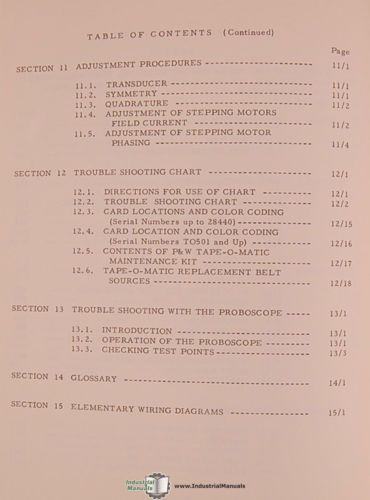 TABLE OF CONTENTS (Continued)
Page
SECTION 11 ADJUSTMENT PROCEDURES 11/1
11.1. TRANSDUCER 11/1
11.2. SYMMETRY 11/1
11.3. QUADRATURE 11/2
11.4. ADJUSTMENT OF STEPPING MOTORS
FIELD CURRENT 11/2
11.5. ADJUSTMENT OF STEPPING MOTOR
PHASING 11/4
SECTION 12 TROUBLE SHOOTING CHART 12/1
12.1. DIRECTIONS FOR USE OF CHART 12/1
12.2. TROUBLE SHOOTING CHART 12/2
12.3. CARD LOCATIONS AND COLOR CODING
(Serial Numbers up to 28440) 12/15
12.4. CARD LOCATION AND COLOR CODING
(Serial Numbers TO501 and Up) 12/16
12.5. CONTENTS OF P&W TAPE-O-MATIC
MAINTENANCE KIT 12/17
12.6. TAPE-O-MATIC REPLACEMENT BELT
SOURCES 12/18
SECTION 13 TROUBLE SHOOTING WITH THE PROBOSCOPE 13/1
13.1. INTRODUCTION 13/1
13.2. OPERATION OF THE PROBOSCOPE 13/1
13.3. CHECKING TEST POINTS 13/3
SECTION 14 GLOSSARY 14/1
SECTION 15 ELEMENTARY WIRING DIAGRAMS 15/1
Industrial
Manuals
www.IndustrialManuals